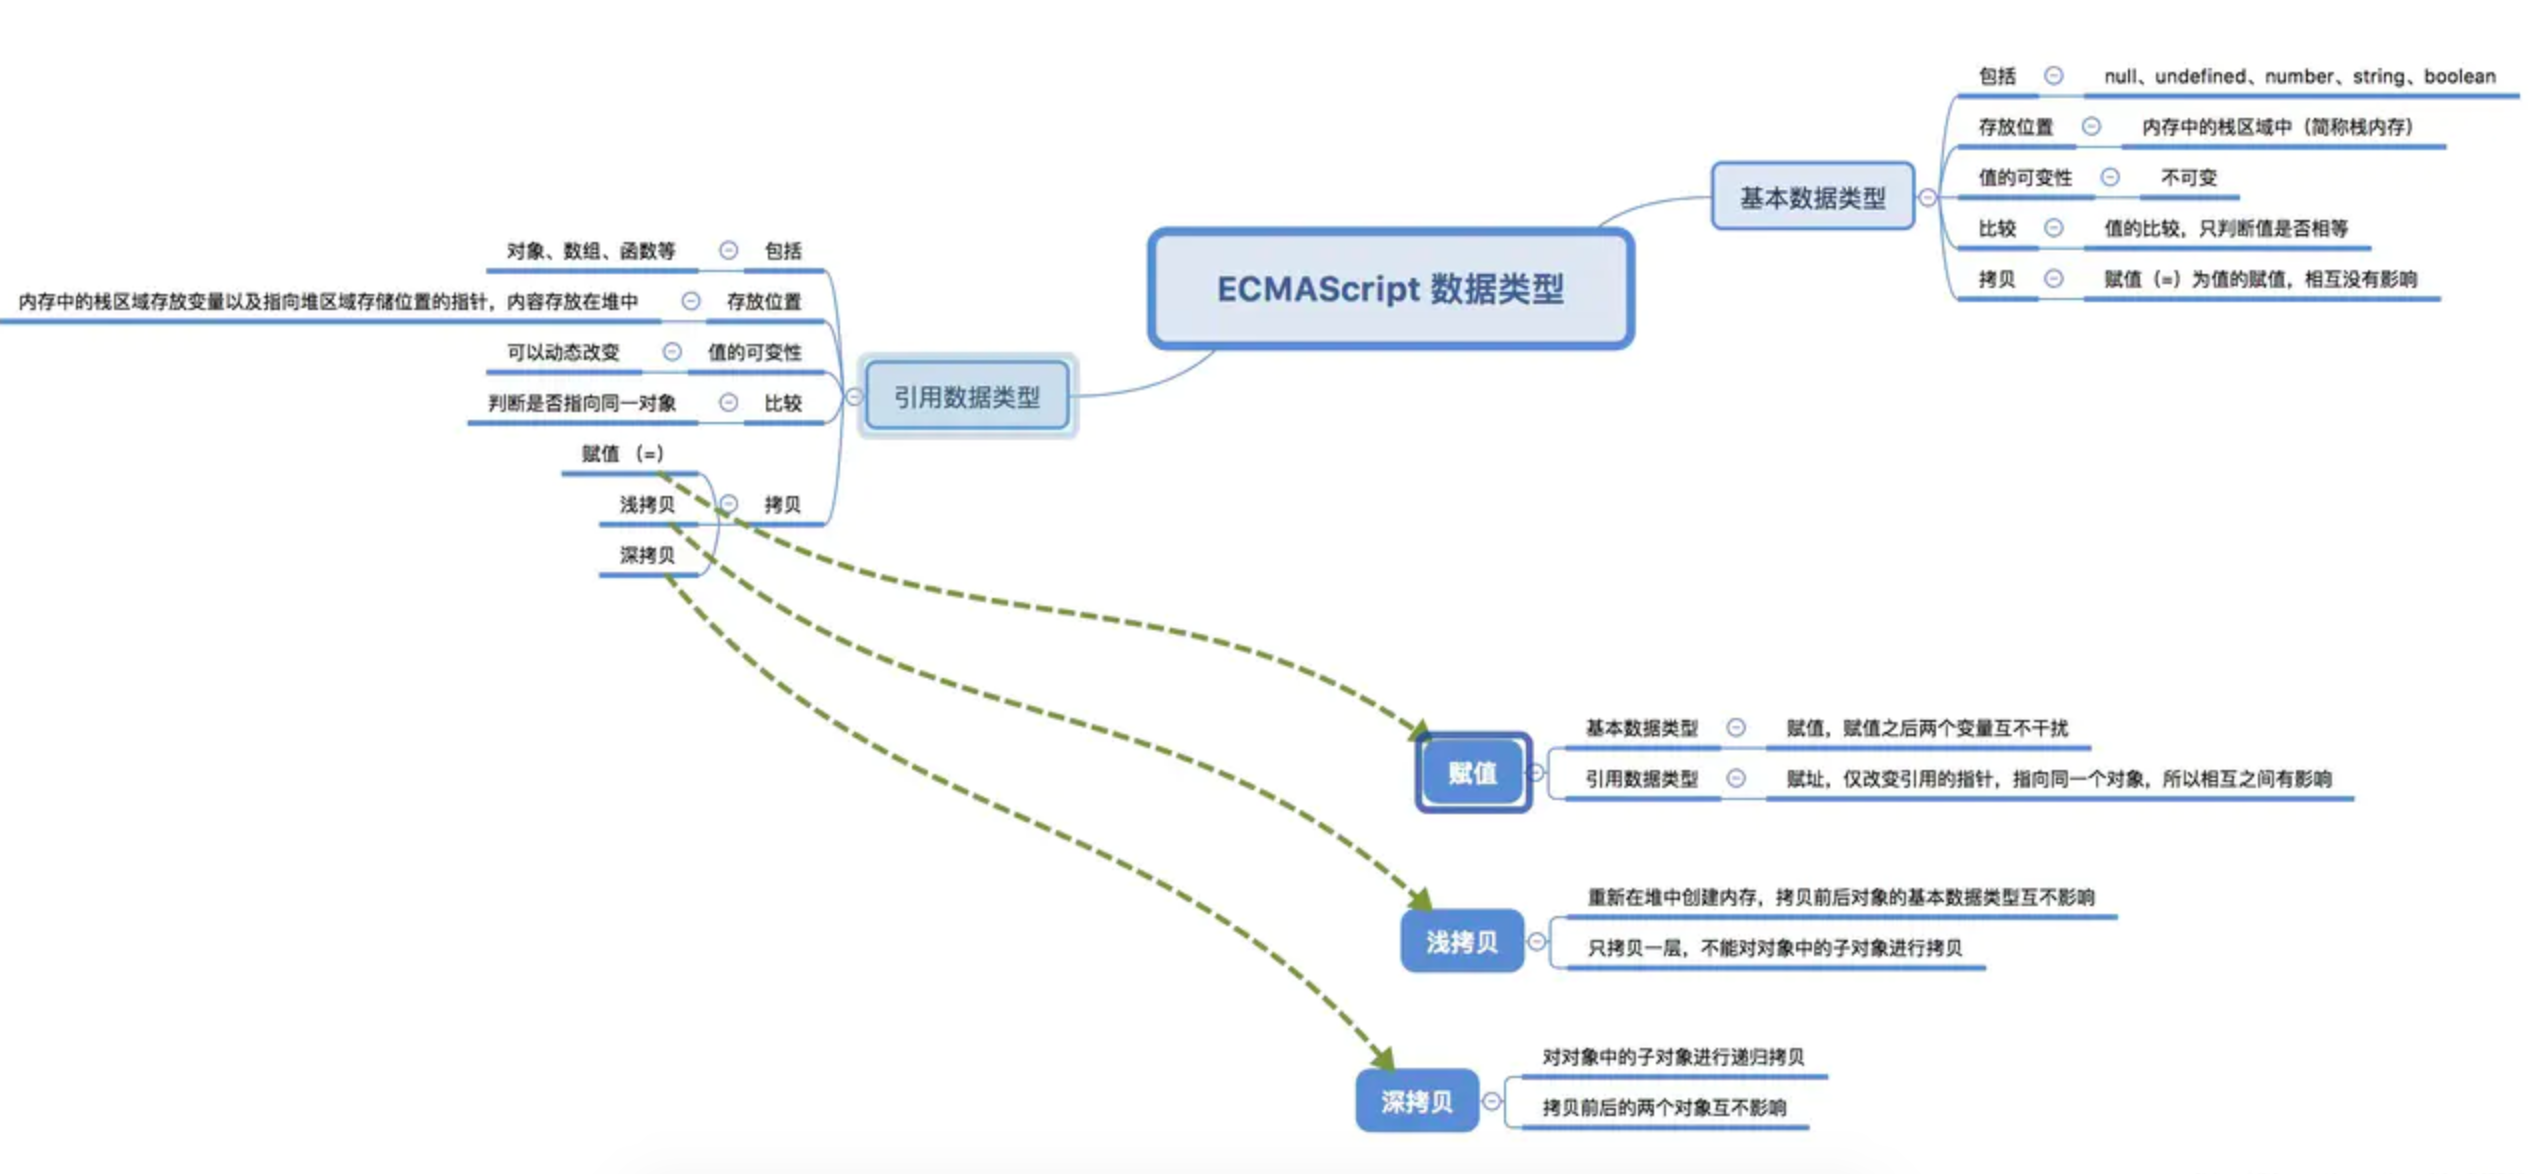 ECMAScript 数据类型
基本数据类型
包括
null、undefined、number、string、boolean
存放位置
内存中的栈区域中（简称栈内存）
值的可变性
不可变
比较
值的比较，只判断值是否相等
拷贝
赋值（=）为值的赋值，相互没有影响
引用数据类型
对象、数组、函数等
包括
内存中的栈区域存放变量以及指向堆区域存储位置的指针，内容存放在堆中
存放位置
可以动态改变
值的可变性
判断是否指向同一对象
比较
赋值 （=）
浅拷贝
拷贝
深拷贝
赋值
基本数据类型
赋值，赋值之后两个变量互不干扰
引用数据类型
赋址，仅改变引用的指针，指向同一个对象，所以相互之间有影响
浅拷贝
重新在堆中创建内存，拷贝前后对象的基本数据类型互不影响
只拷贝一层，不能对对象中的子对象进行拷贝
深拷贝
对对象中的子对象进行递归拷贝
拷贝前后的两个对象互不影响